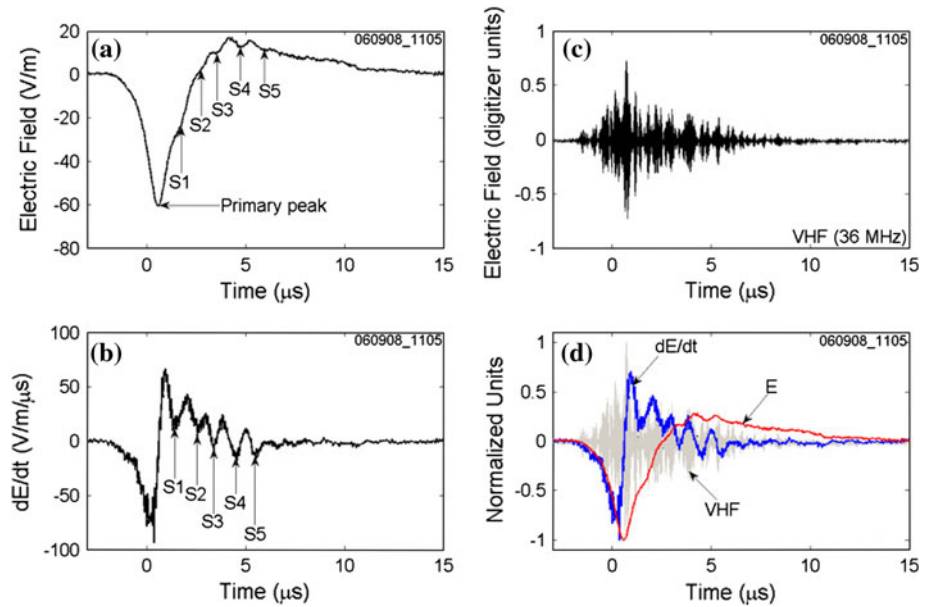 (a)
060908_1105
Electric Field (V/m)
20
0
-20
-40
-60
-80
S1
S2
S3
S4
S5
Primary peak
0 5 10 15
Time (μs)
(c)
060908_1105
Electric Field (digitizer units)
1
0.5
0
-0.5
-1
VHF (36 MHz)
0 5 10 15
Time (μs)
(b)
060908_1105
dE/dt (V/m/μs)
100
50
0
-50
-100
S1
S2
S3
S4
S5
0 5 10 15
Time (μs)
(d)
060908_1105
Normalized Units
1
0.5
0
-0.5
-1
dE/dt
E
VHF
0 5 10 15
Time (μs)